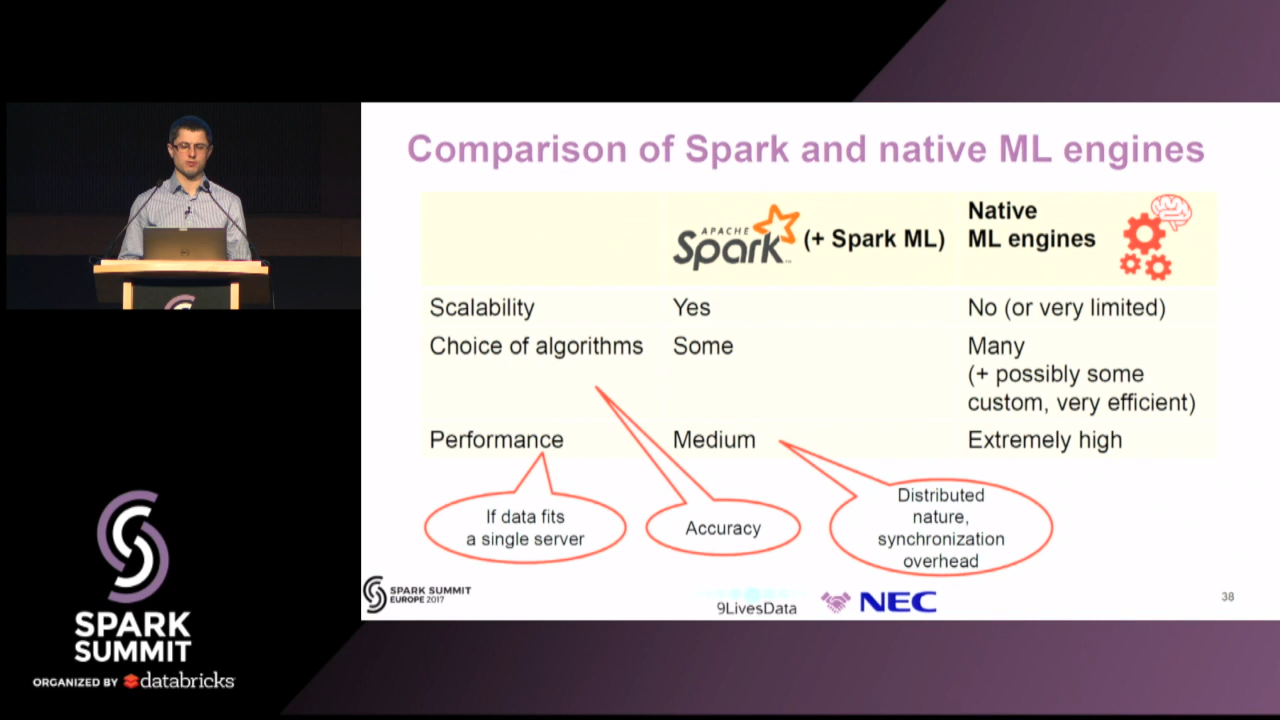 Comparison of Spark and native ML engines
APACHE
Spark
(+ Spark ML)
TM
Native
ML engines
Scalability
Yes
No (or very limited)
Choice of algorithms
Some
Many
(+ possibly some
custom, very efficient)
Performance
Medium
Extremely high
If data fits
a single server
Accuracy
Distributed
nature,
synchronization
overhead
SPARK SUMMIT
EUROPE 2017
9LivesData
NEC
38
SPARK
SUMMIT
ORGANIZED BY databricks